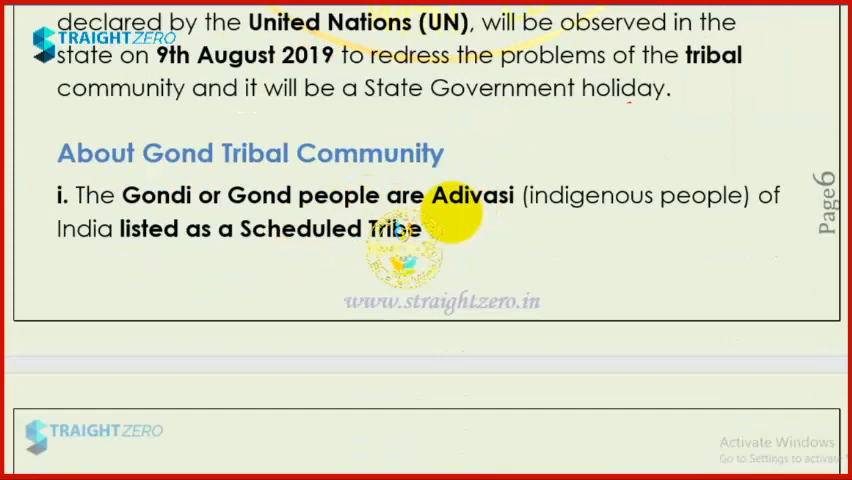 declared by the United Nations (UN), will be observed in the
TRAIGHTZERO
state on 9th August 2019 to redress the problems of the tribal
community and it will be a State Government holiday.
About Gond Tribal Community
i. The Gondi or Gond people are Adivasi (indigenous people) of
India listed as a Scheduled Tribe
Page6
www.straightzero.in
TRAIGHTZERO
Activate Windows
Go to Settings to activate